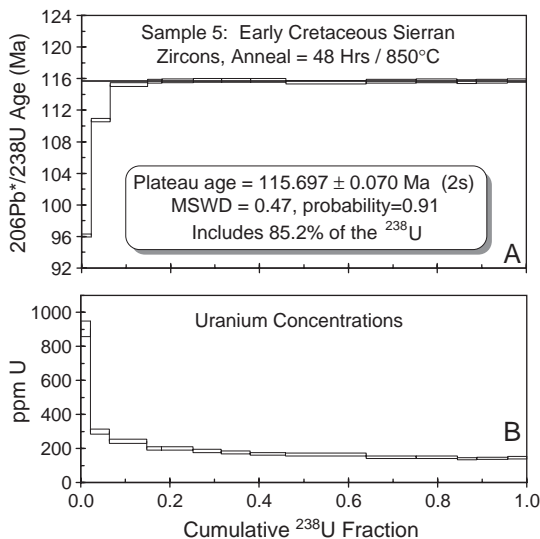 124
120
116
112
108
104
100
96
92
206Pb*/238U Age (Ma)
Sample 5: Early Cretaceous Sierran
Zircons, Anneal = 48 Hrs / 850°C
Plateau age = 115.697 ± 0.070 Ma (2s)
MSWD = 0.47, probability=0.91
Includes 85.2% of the ²³⁸U
A
1000
800
600
400
200
0
ppm U
Uranium Concentrations
B
0.0 0.2 0.4 0.6 0.8 1.0
Cumulative ²³⁸U Fraction